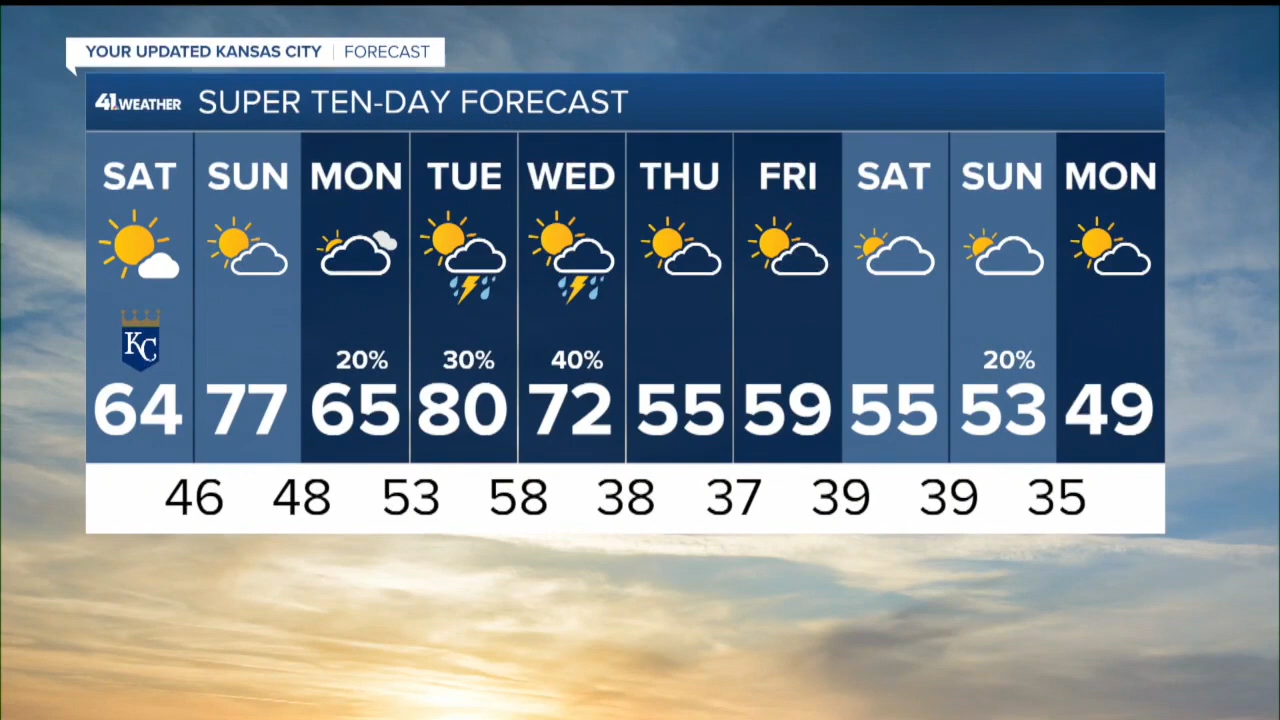 YOUR UPDATED KANSAS CITY | FORECAST
41 WEATHER SUPER TEN-DAY FORECAST
SAT SUN MON TUE WED THU FRI SAT SUN MON
KC
20% 30% 40% 20%
64 77 65 80 72 55 59 55 53 49
46 48 53 58 38 37 39 39 35